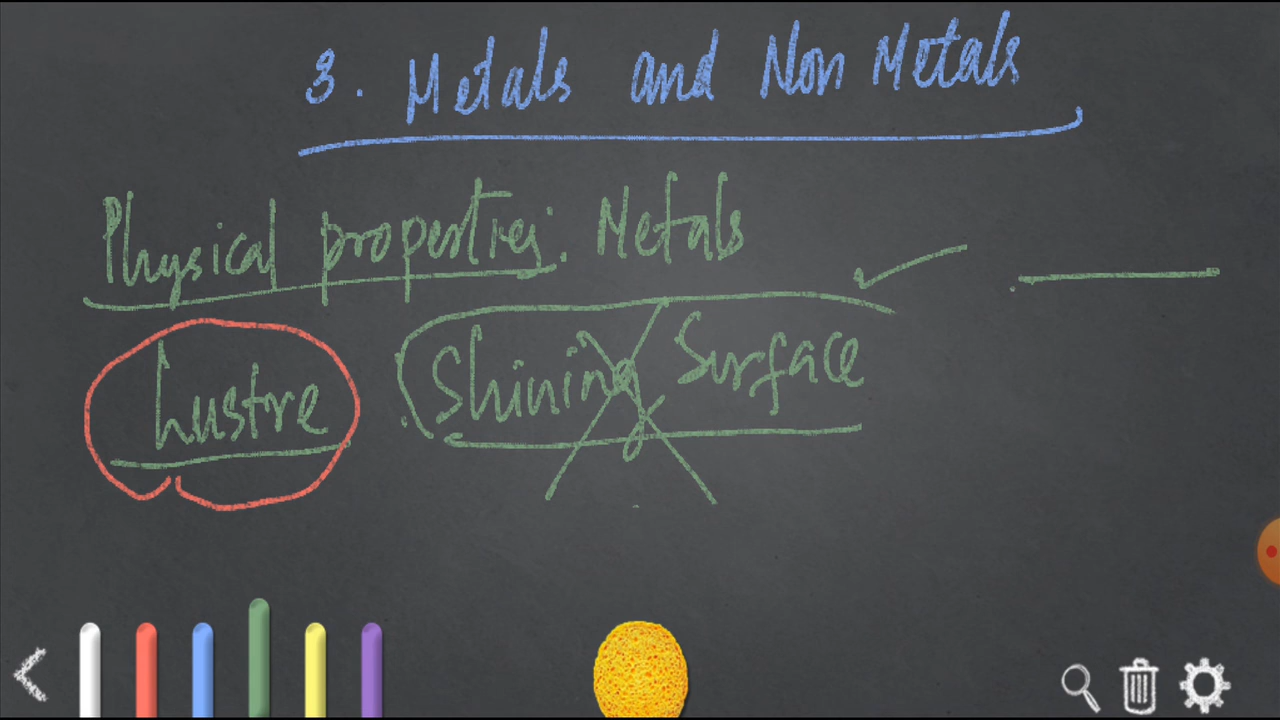 3. Metals and Non Metals
Physical properties: Metals
Lustre Shining Surface